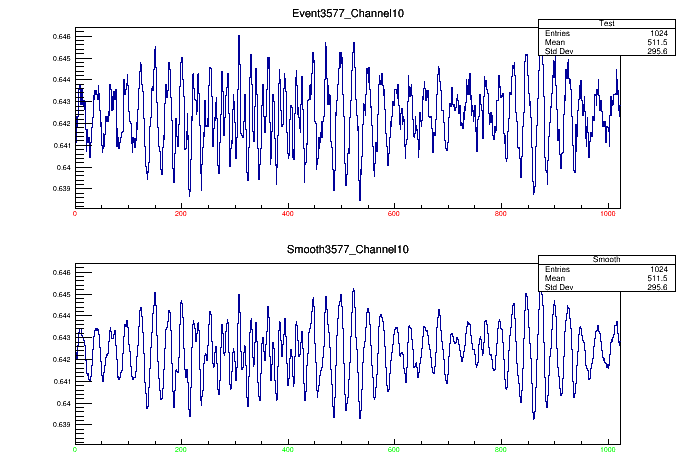 Event3577_Channel10
Test
Entries 1024
Mean 511.5
Std Dev 295.6
0.646
0.645
0.644
0.643
0.642
0.641
0.64
0.639
0 200 400 600 800 1000
Smooth3577_Channel10
Smooth
Entries 1024
Mean 511.5
Std Dev 295.6
0.646
0.645
0.644
0.643
0.642
0.641
0.64
0.639
0 200 400 600 800 1000